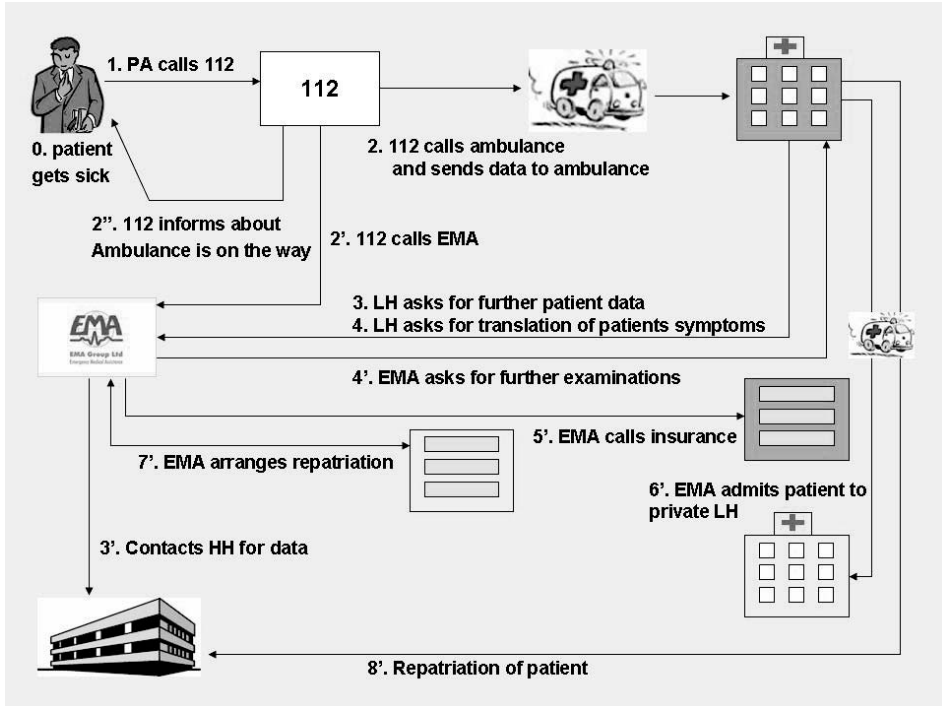 1. PA calls 112
112
0. patient
gets sick
2. 112 calls ambulance
and sends data to ambulance
2”. 112 informs about
Ambulance is on the way
2’. 112 calls EMA
EMA
EMA Group Ltd
Emergency Medical Assistance
3. LH asks for further patient data
4. LH asks for translation of patients symptoms
4’. EMA asks for further examinations
5’. EMA calls insurance
7’. EMA arranges repatriation
6’. EMA admits patient to
private LH
3’. Contacts HH for data
8’. Repatriation of patient